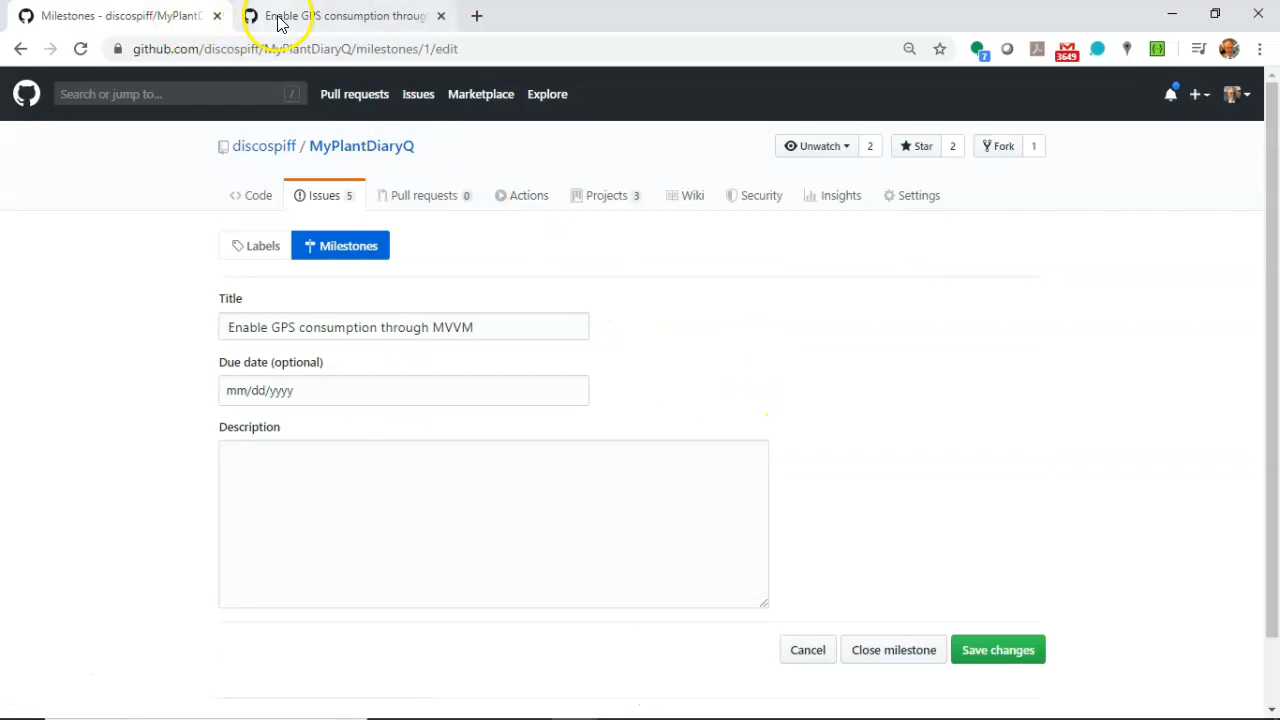 Milestones - discospiff/MyPlantD
Enable GPS consumption throug
github.com/discospiff/MyPlantDiaryQ/milestones/1/edit
7
3649
Search or jump to...
/
Pull requests
Issues
Marketplace
Explore
discospiff / MyPlantDiaryQ
Unwatch
2
Star
2
Fork
1
Code
Issues 5
Pull requests 0
Actions
Projects 3
Wiki
Security
Insights
Settings
Labels
Milestones
Title
Enable GPS consumption through MVVM
Due date (optional)
mm/dd/yyyy
Description
Cancel
Close milestone
Save changes